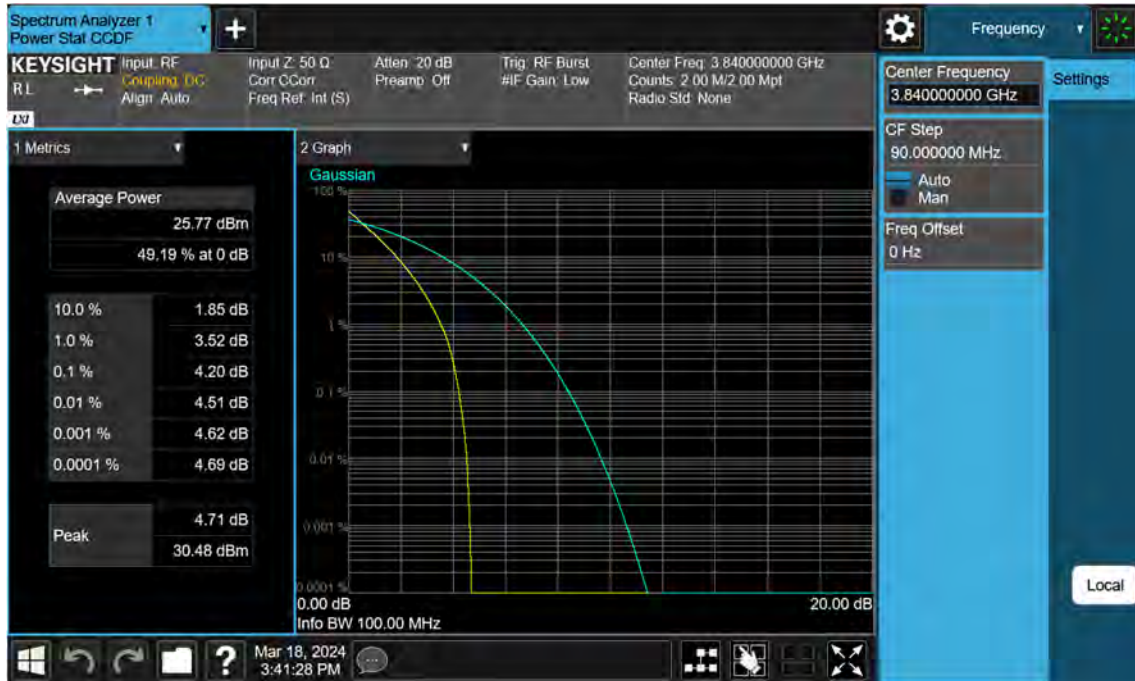 Spectrum Analyzer 1
Power Stat CCDF
+
Frequency
KEYSIGHT
RL
LXI
Input: RF
Coupling: DC
Align: Auto
Input Z: 50 Ω
Corr CCorr
Freq Ref: Int (S)
Atten: 20 dB
Preamp: Off
Trig: RF Burst
#IF Gain: Low
Center Freq: 3.840000000 GHz
Counts: 2.00 M/2.00 Mpt
Radio Std: None
Center Frequency
3.840000000 GHz
Settings
CF Step
90.000000 MHz
Auto
Man
Freq Offset
0 Hz
Local
1 Metrics
Average Power
25.77 dBm
49.19 % at 0 dB
10.0 % 1.85 dB
1.0 % 3.52 dB
0.1 % 4.20 dB
0.01 % 4.51 dB
0.001 % 4.62 dB
0.0001 % 4.69 dB
Peak
4.71 dB
30.48 dBm
2 Graph
Gaussian
100 %
10 %
1 %
0.1 %
0.01 %
0.001 %
0.0001 %
0.00 dB 20.00 dB
Info BW 100.00 MHz
?
Mar 18, 2024
3:41:28 PM